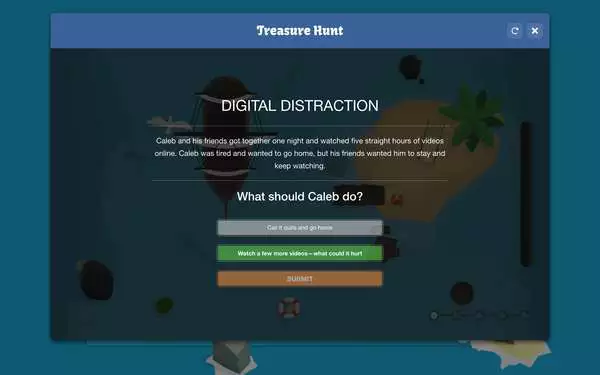 Treasure Hunt
DIGITAL DISTRACTION
Caleb and his friends got together one night and watched five straight hours of videos
online. Caleb was tired and wanted to go home, but his friends wanted him to stay and
keep watching.
What should Caleb do?
Call it quits and go home
Watch a few more videos – what could it hurt
SUBMIT